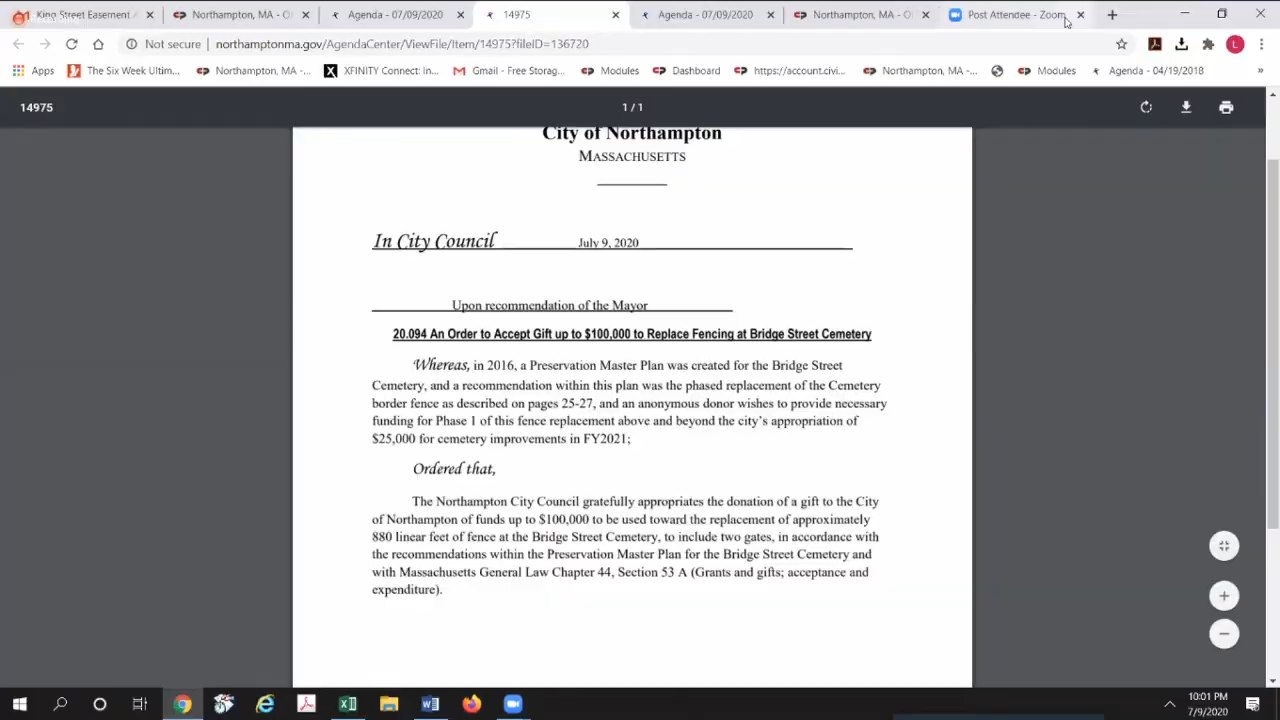 King Street Easement
Northampton, MA - O
Agenda - 07/09/2020
14975
Agenda - 07/09/2020
Northampton, MA - O
Post Attendee - Zoom
Not secure
northamptonma.gov/AgendaCenter/ViewFile/Item/14975?fileID=136720
L
Apps
The Six Week Ultim...
Northampton, MA -...
XFINITY Connect: In...
Gmail - Free Storag...
Modules
Dashboard
https://account.civi...
Northampton, MA -...
Modules
Agenda - 04/19/2018
»
14975
1 / 1
City of Northampton
MASSACHUSETTS
In City Council July 9, 2020
Upon recommendation of the Mayor
20.094 An Order to Accept Gift up to $100,000 to Replace Fencing at Bridge Street Cemetery
Whereas, in 2016, a Preservation Master Plan was created for the Bridge Street
Cemetery, and a recommendation within this plan was the phased replacement of the Cemetery
border fence as described on pages 25-27, and an anonymous donor wishes to provide necessary
funding for Phase 1 of this fence replacement above and beyond the city's appropriation of
$25,000 for cemetery improvements in FY2021;
Ordered that,
The Northampton City Council gratefully appropriates the donation of a gift to the City
of Northampton of funds up to $100,000 to be used toward the replacement of approximately
880 linear feet of fence at the Bridge Street Cemetery, to include two gates, in accordance with
the recommendations within the Preservation Master Plan for the Bridge Street Cemetery and
with Massachusetts General Law Chapter 44, Section 53 A (Grants and gifts; acceptance and
expenditure).
10:01 PM
7/9/2020